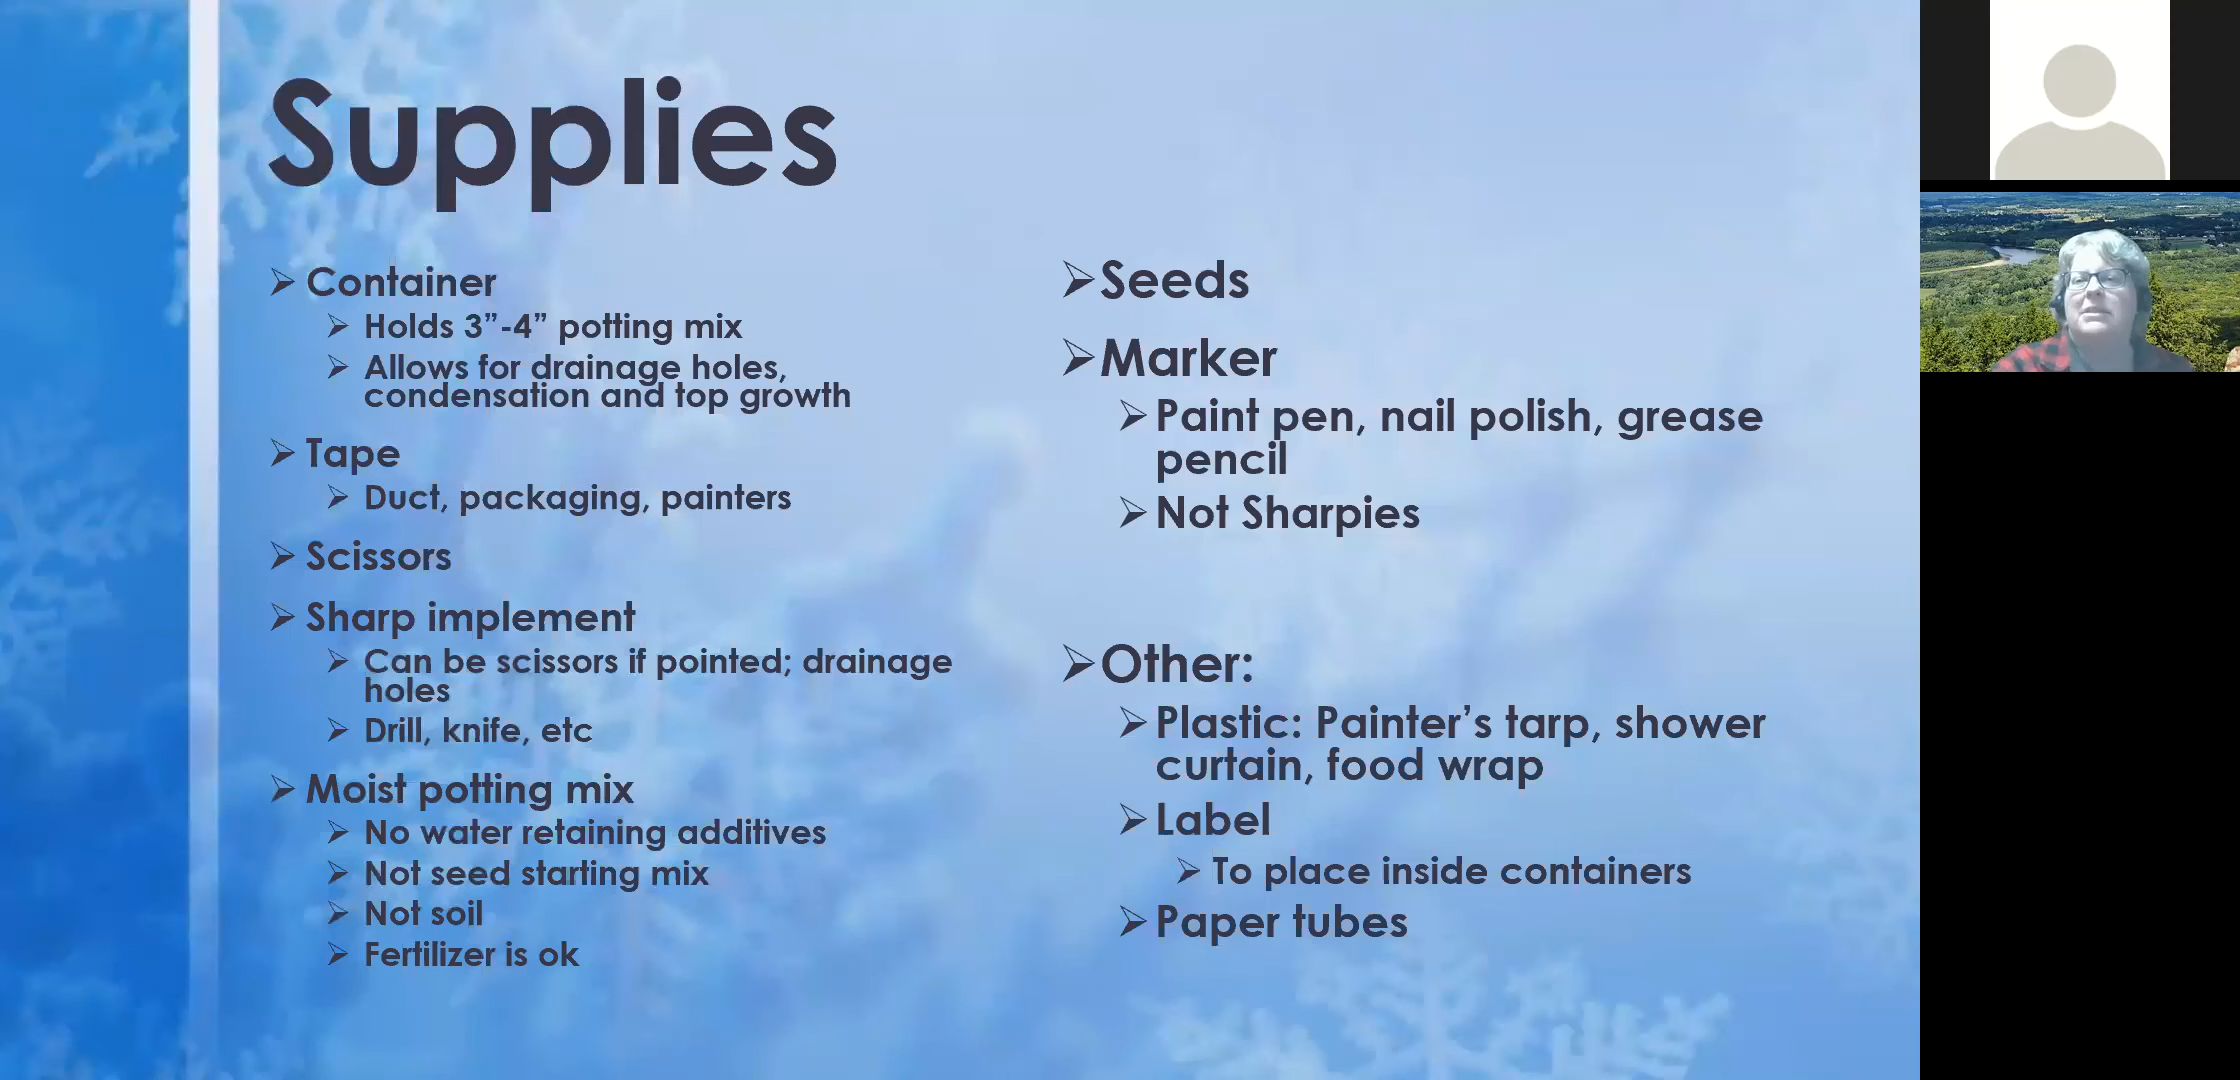 Supplies
Container
Holds 3”-4” potting mix
Allows for drainage holes,
condensation and top growth
Tape
Duct, packaging, painters
Scissors
Sharp implement
Can be scissors if pointed; drainage
holes
Drill, knife, etc
Moist potting mix
No water retaining additives
Not seed starting mix
Not soil
Fertilizer is ok
Seeds
Marker
Paint pen, nail polish, grease
pencil
Not Sharpies
Other:
Plastic: Painter’s tarp, shower
curtain, food wrap
Label
To place inside containers
Paper tubes